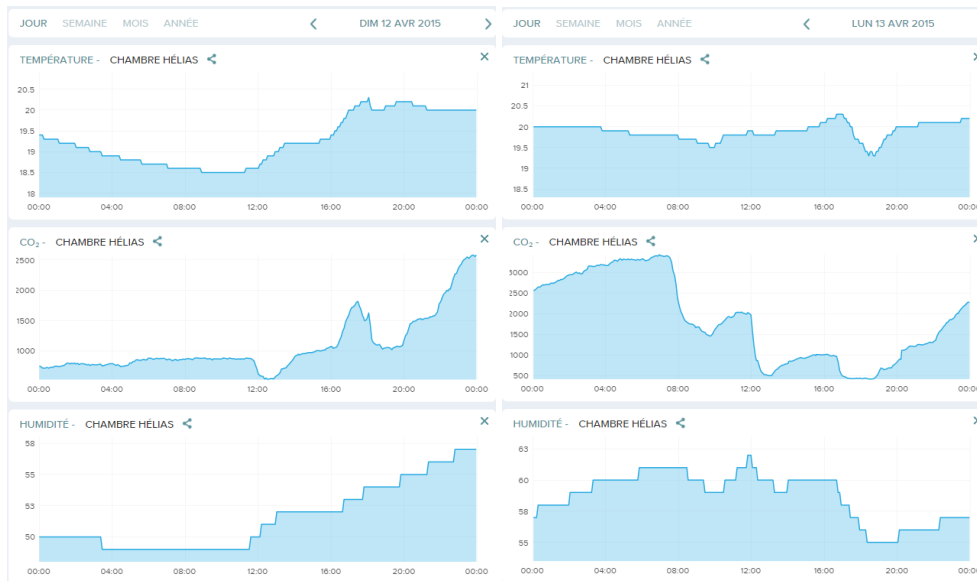 JOUR SEMAINE MOIS ANNÉE DIM 12 AVR 2015
TEMPÉRATURE - CHAMBRE HÉLIAS
20.5
20
19.5
19
18.5
18
00:00 04:00 08:00 12:00 16:00 20:00 00:00
CO₂ - CHAMBRE HÉLIAS
2500
2000
1500
1000
00:00 04:00 08:00 12:00 16:00 20:00 00:00
HUMIDITÉ - CHAMBRE HÉLIAS
58
55
53
50
00:00 04:00 08:00 12:00 16:00 20:00 00:00
JOUR SEMAINE MOIS ANNÉE LUN 13 AVR 2015
TEMPÉRATURE - CHAMBRE HÉLIAS
21
20.5
20
19.5
19
18.5
00:00 04:00 08:00 12:00 16:00 20:00 00:00
CO₂ - CHAMBRE HÉLIAS
3000
2500
2000
1500
1000
500
00:00 04:00 08:00 12:00 16:00 20:00 00:00
HUMIDITÉ - CHAMBRE HÉLIAS
63
60
58
55
00:00 04:00 08:00 12:00 16:00 20:00 00:00